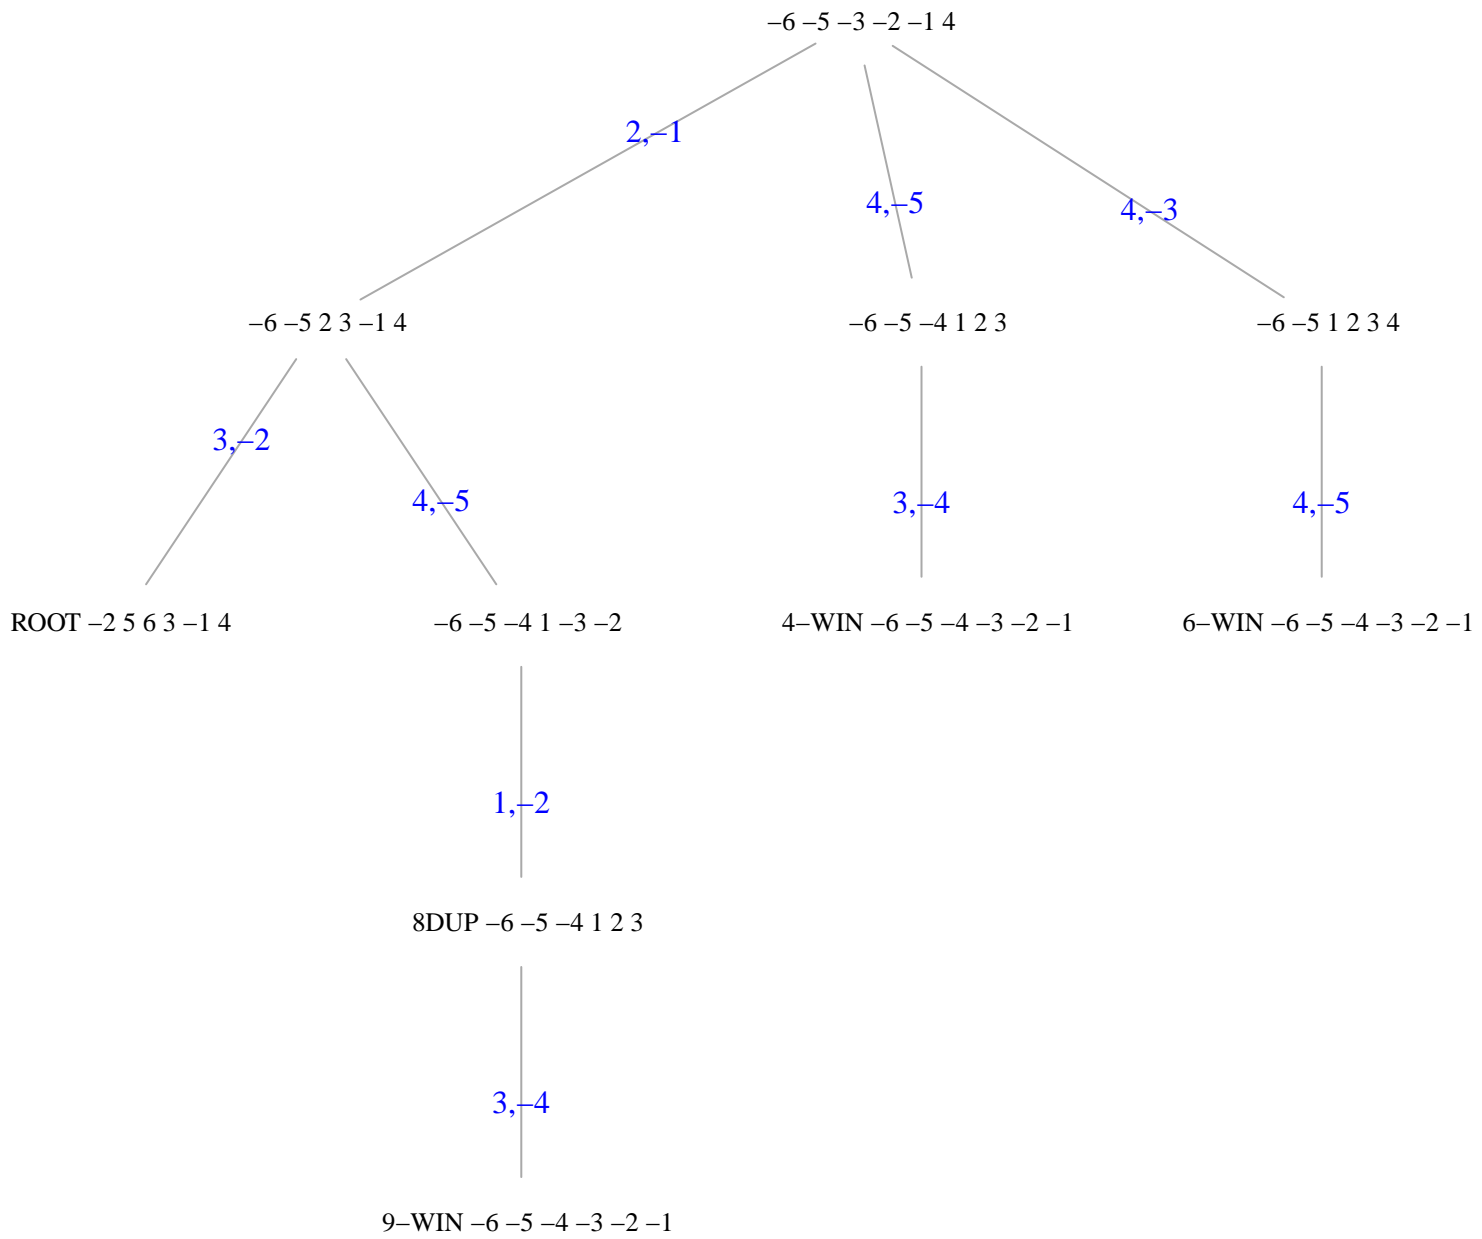 –6 –5 –3 –2 –1 4
2,–1
4,–5
4,–3
–6 –5 2 3 –1 4
–6 –5 –4 1 2 3
–6 –5 1 2 3 4
3,–2
4,–5
3,–4
4,–5
ROOT –2 5 6 3 –1 4
–6 –5 –4 1 –3 –2
4–WIN –6 –5 –4 –3 –2 –1
6–WIN –6 –5 –4 –3 –2 –1
1,–2
8DUP –6 –5 –4 1 2 3
3,–4
9–WIN –6 –5 –4 –3 –2 –1